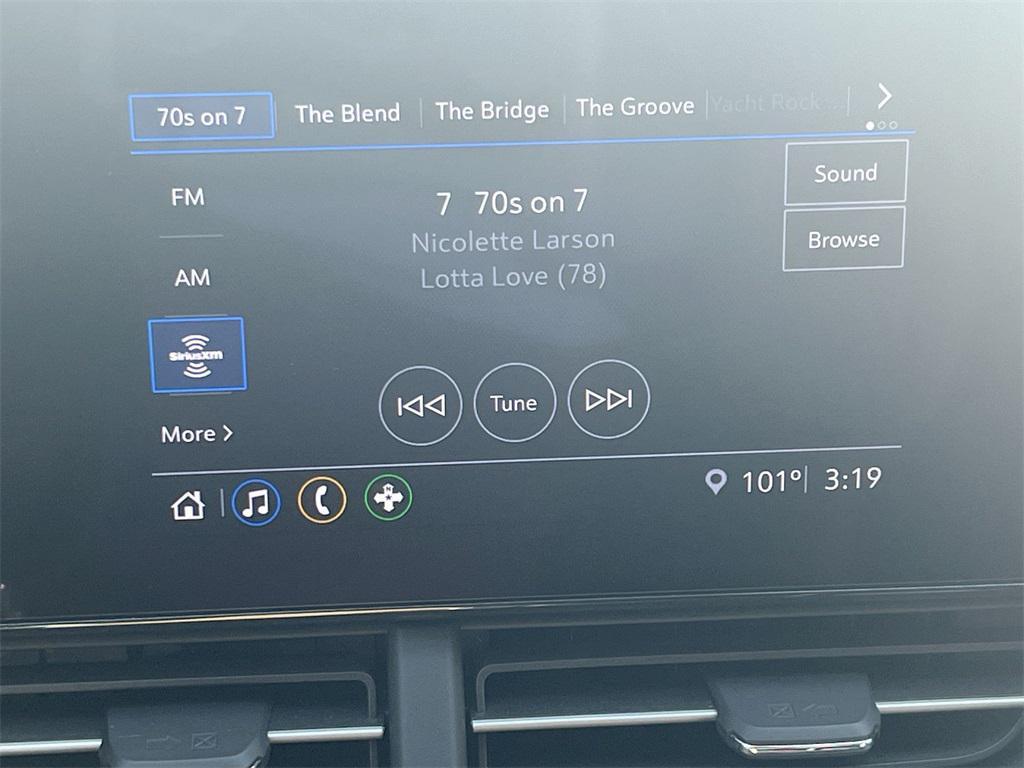 70s on 7 The Blend The Bridge The Groove Yacht Rock ...
FM
AM
SiriusXM
More >
7 70s on 7
Nicolette Larson
Lotta Love (78)
Sound
Browse
Tune
N
101° 3:19